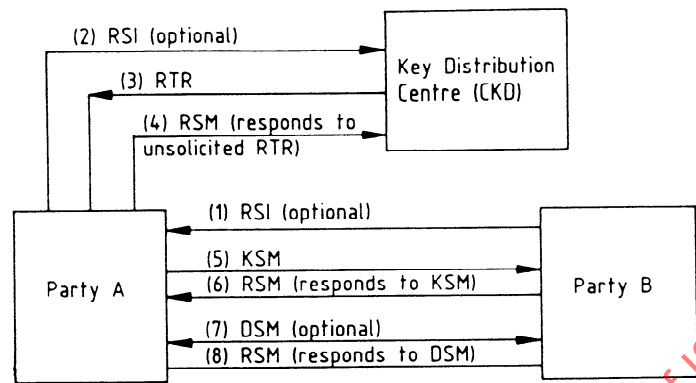 (2) RSI (optional)
(3) RTR
(4) RSM (responds to
unsolicited RTR)
Key Distribution
Centre (CKD)
(1) RSI (optional)
(5) KSM
(6) RSM (responds to KSM)
(7) DSM (optional)
(8) RSM (responds to DSM)
Party A
Party B